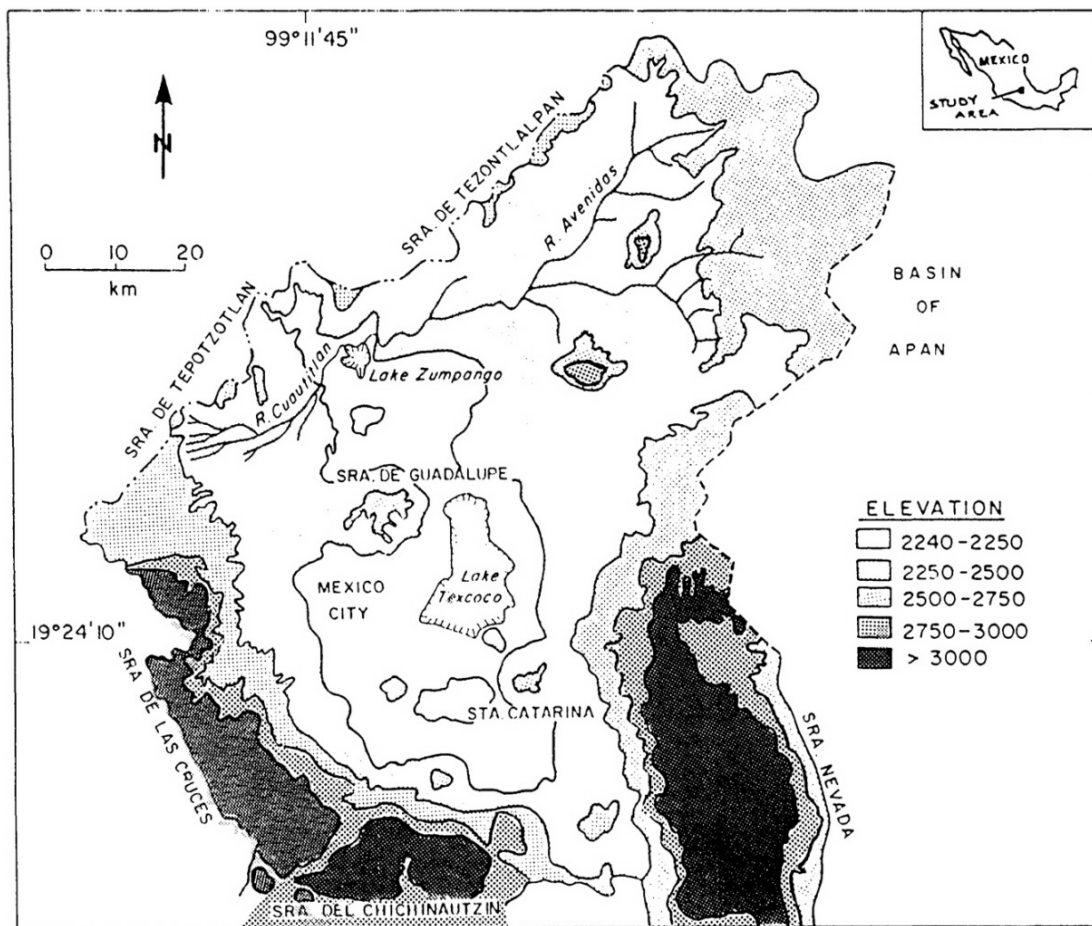 99°11'45"
MEXICO
STUDY
AREA
N
SRA. DE TEZONTLALPAN
R. Avenidas
0 10 20
km
BASIN
OF
APAN
SRA. DE TEPOTZOTLAN
R. Cuautitlan
Lake Zumpango
SRA. DE GUADALUPE
ELEVATION
2240-2250
2250-2500
2500-2750
2750-3000
> 3000
MEXICO
CITY
Lake
Texcoco
19°24'10"
STA. CATARINA
SRA. DE LAS CRUCES
SRA. NEVADA
SRA. DEL CHICHINAUTZIN